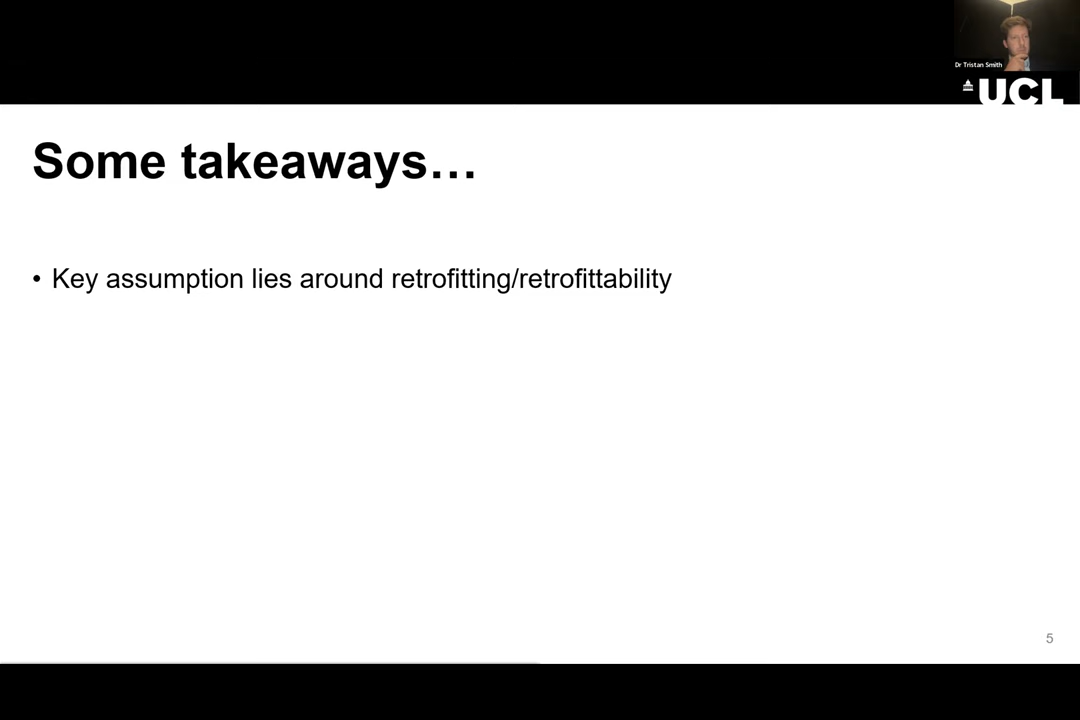 Dr Tristan Smith
UCL
Some takeaways…
• Key assumption lies around retrofitting/retrofittability
5